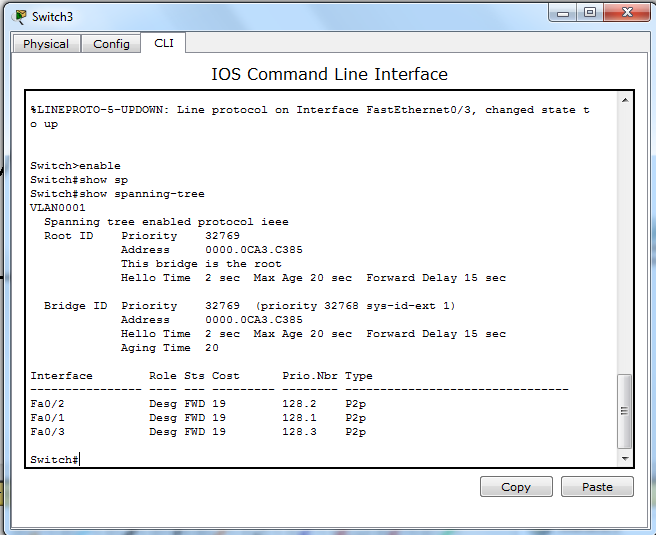 Switch3
Physical Config CLI
IOS Command Line Interface
%LINEPROTO-5-UPDOWN: Line protocol on Interface FastEthernet0/3, changed state t
o up
Switch>enable
Switch#show sp
Switch#show spanning-tree
VLAN0001
  Spanning tree enabled protocol ieee
  Root ID    Priority    32769
             Address     0000.0CA3.C385
             This bridge is the root
             Hello Time  2 sec  Max Age 20 sec  Forward Delay 15 sec
  Bridge ID  Priority    32769  (priority 32768 sys-id-ext 1)
             Address     0000.0CA3.C385
             Hello Time  2 sec  Max Age 20 sec  Forward Delay 15 sec
             Aging Time  20
Interface        Role Sts Cost      Prio.Nbr Type
---------------- ---- --- --------- -------- --------------------------------
Fa0/2            Desg FWD 19        128.2    P2p
Fa0/1            Desg FWD 19        128.1    P2p
Fa0/3            Desg FWD 19        128.3    P2p
Switch#
Copy Paste